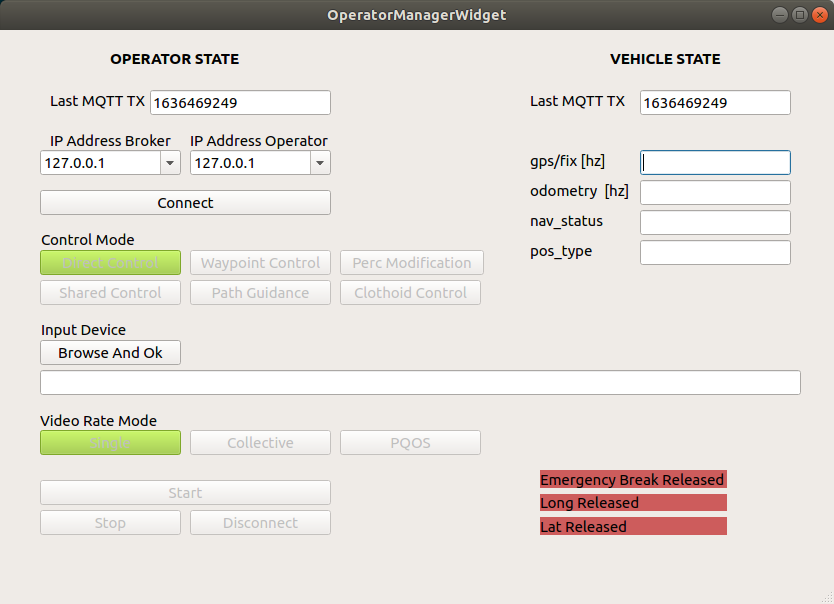 OperatorManagerWidget
OPERATOR STATE
VEHICLE STATE
Last MQTT TX 1636469249
Last MQTT TX 1636469249
IP Address Broker IP Address Operator
127.0.0.1 127.0.0.1
gps/fix [hz]
odometry [hz]
Connect
nav_status
Control Mode
pos_type
Direct Control Waypoint Control Perc Modification
Shared Control Path Guidance Clothoid Control
Input Device
Browse And Ok
Video Rate Mode
Single Collective PQOS
Emergency Break Released
Start
Long Released
Stop Disconnect
Lat Released